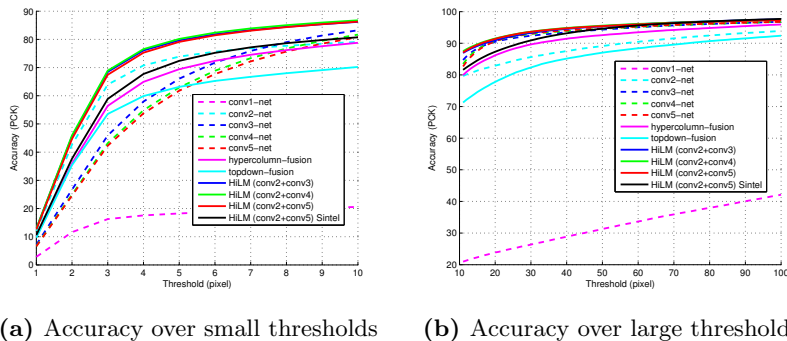 90
80
70
60
50
40
30
20
10
0
Accuracy (PCK)
conv1-net
conv2-net
conv3-net
conv4-net
conv5-net
hypercolumn-fusion
topdown-fusion
HiLM (conv2+conv3)
HiLM (conv2+conv4)
HiLM (conv2+conv5)
HiLM (conv2+conv5) Sintel
1 2 3 4 5 6 7 8 9 10
Threshold (pixel)
(a) Accuracy over small thresholds
100
90
80
70
60
50
40
30
20
Accuracy (PCK)
conv1-net
conv2-net
conv3-net
conv4-net
conv5-net
hypercolumn-fusion
topdown-fusion
HiLM (conv2+conv3)
HiLM (conv2+conv4)
HiLM (conv2+conv5)
HiLM (conv2+conv5) Sintel
10 20 30 40 50 60 70 80 90 100
Threshold (pixel)
(b) Accuracy over large threshold